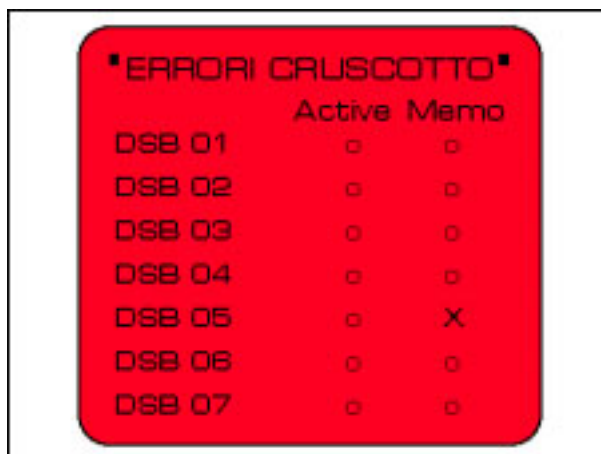 "ERRORI CRUSCOTTO"
Active Memo
DSB 01 o o
DSB 02 o o
DSB 03 o o
DSB 04 o o
DSB 05 o X
DSB 06 o o
DSB 07 o o